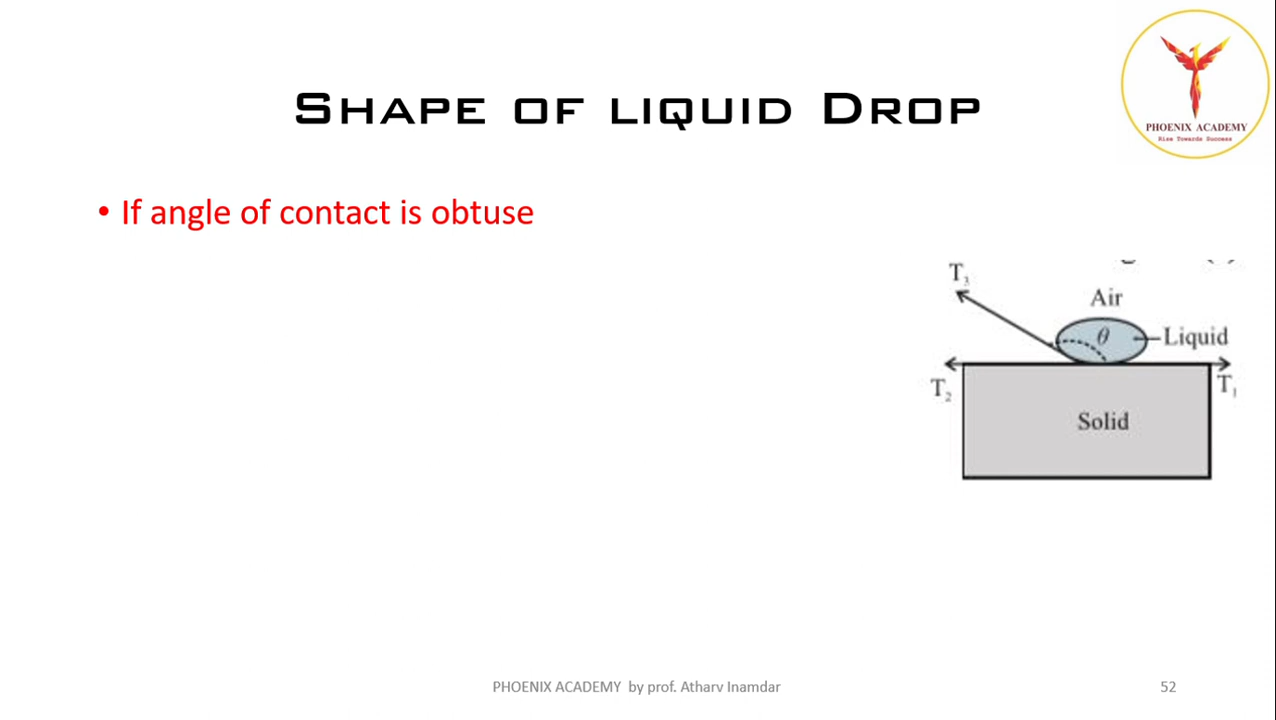 PHOENIX ACADEMY
Rise Towards Success
SHAPE OF LIQUID DROP
• If angle of contact is obtuse
T₃
Air
θ
Liquid
T₂
T₁
Solid
PHOENIX ACADEMY by prof. Atharv Inamdar
52